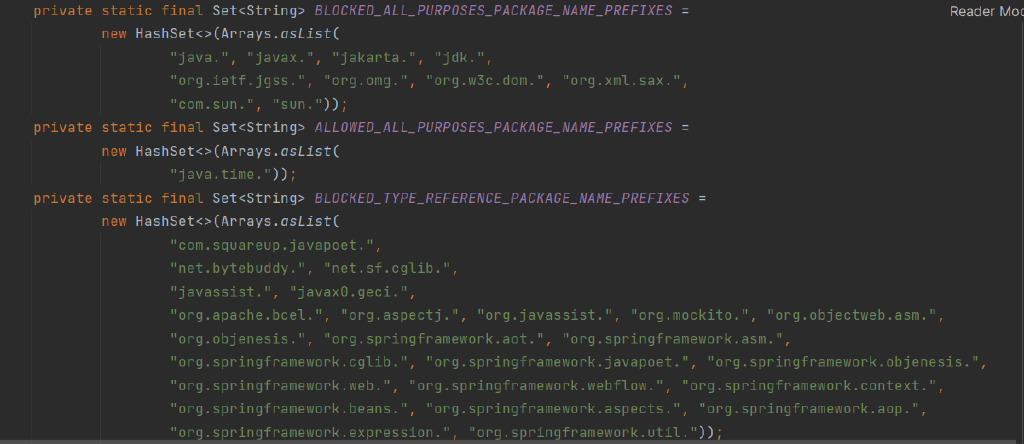 private static final Set<String> BLOCKED_ALL_PURPOSES_PACKAGE_NAME_PREFIXES =
Reader Mod
new HashSet<>(Arrays.asList(
"java.", "javax.", "jakarta.", "jdk.",
"org.ietf.jgss.", "org.omg.", "org.w3c.dom.", "org.xml.sax.",
"com.sun.", "sun."));
private static final Set<String> ALLOWED_ALL_PURPOSES_PACKAGE_NAME_PREFIXES =
new HashSet<>(Arrays.asList(
"java.time."));
private static final Set<String> BLOCKED_TYPE_REFERENCE_PACKAGE_NAME_PREFIXES =
new HashSet<>(Arrays.asList(
"com.squareup.javapoet.",
"net.bytebuddy.", "net.sf.cglib.",
"javassist.", "javax0.geci.",
"org.apache.bcel.", "org.aspectj.", "org.javassist.", "org.mockito.", "org.objectweb.asm.",
"org.objenesis.", "org.springframework.aot.", "org.springframework.asm.",
"org.springframework.cglib.", "org.springframework.javapoet.", "org.springframework.objenesis.",
"org.springframework.web.", "org.springframework.webflow.", "org.springframework.context.",
"org.springframework.beans.", "org.springframework.aspects.", "org.springframework.aop.",
"org.springframework.expression.", "org.springframework.util."));